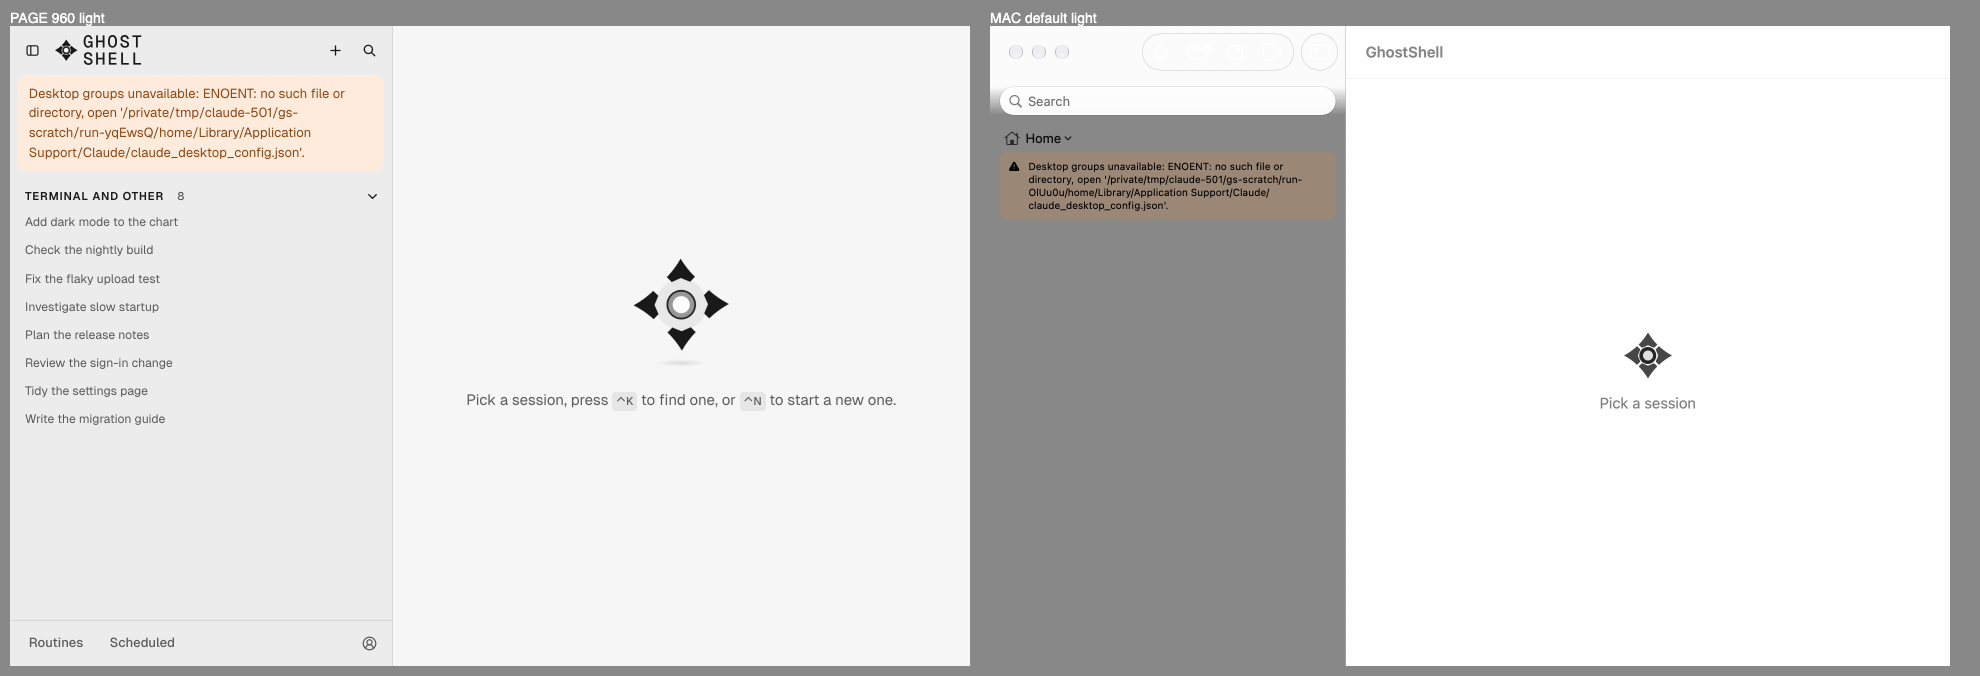 PAGE 960 light
GHOST
SHELL
Desktop groups unavailable: ENOENT: no such file or
directory, open '/private/tmp/claude-501/gs-
scratch/run-yqEwsQ/home/Library/Application
Support/Claude/claude_desktop_config.json'.
TERMINAL AND OTHER 8
Add dark mode to the chart
Check the nightly build
Fix the flaky upload test
Investigate slow startup
Plan the release notes
Review the sign-in change
Tidy the settings page
Write the migration guide
Routines Scheduled
Pick a session, press ^K to find one, or ^N to start a new one.
MAC default light
Search
Home
Desktop groups unavailable: ENOENT: no such file or
directory, open '/private/tmp/claude-501/gs-scratch/run-
OlUu0u/home/Library/Application Support/Claude/
claude_desktop_config.json'.
GhostShell
Pick a session